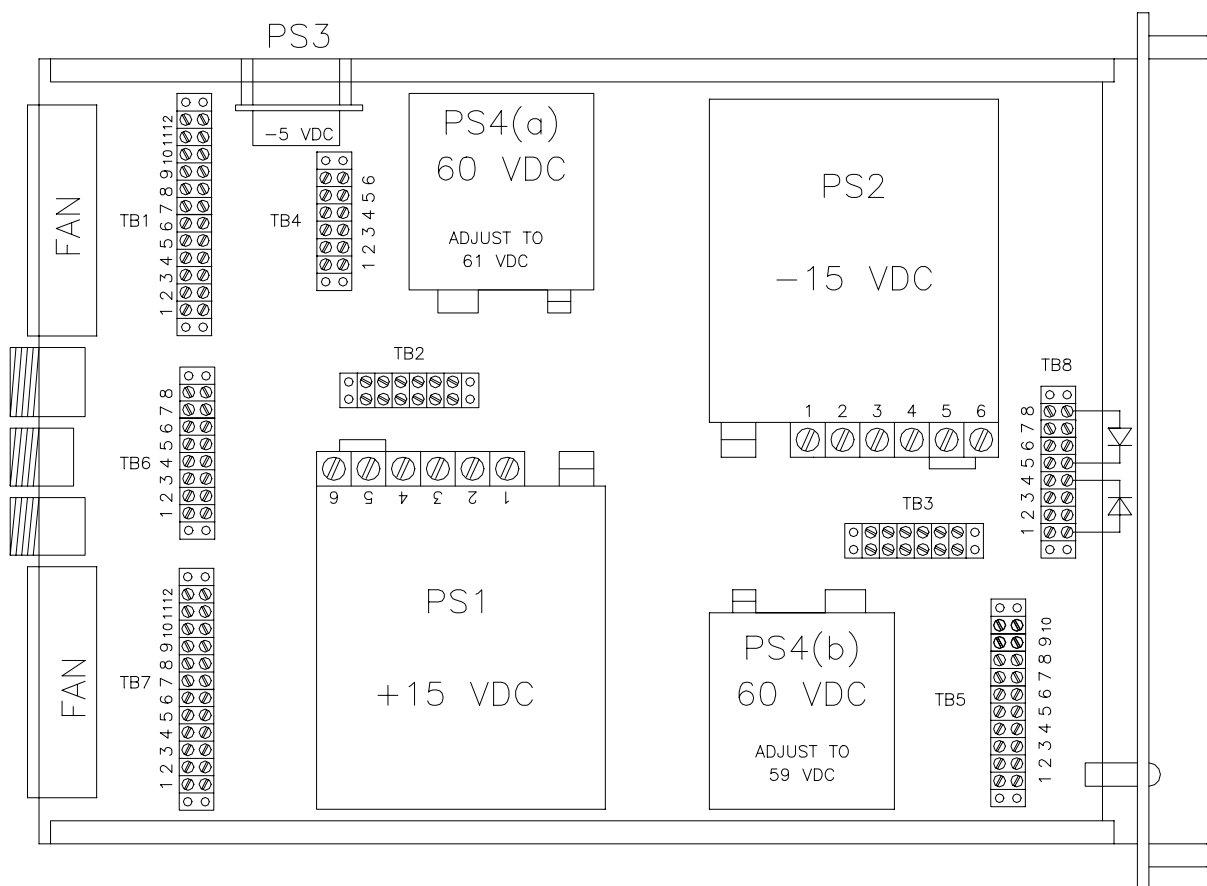 PS3
-5 VDC
FAN
TB1
1 2 3 4 5 6 7 8 9 10 11 12
TB4
1 2 3 4 5 6
PS4(a)
60 VDC
ADJUST TO
61 VDC
PS2
-15 VDC
1 2 3 4 5 6
TB2
TB8
1 2 3 4 5 6 7 8
TB6
1 2 3 4 5 6 7 8
6 5 4 3 2 1
PS1
+15 VDC
TB3
FAN
TB7
1 2 3 4 5 6 7 8 9 10 11 12
PS4(b)
60 VDC
ADJUST TO
59 VDC
TB5
1 2 3 4 5 6 7 8 9 10